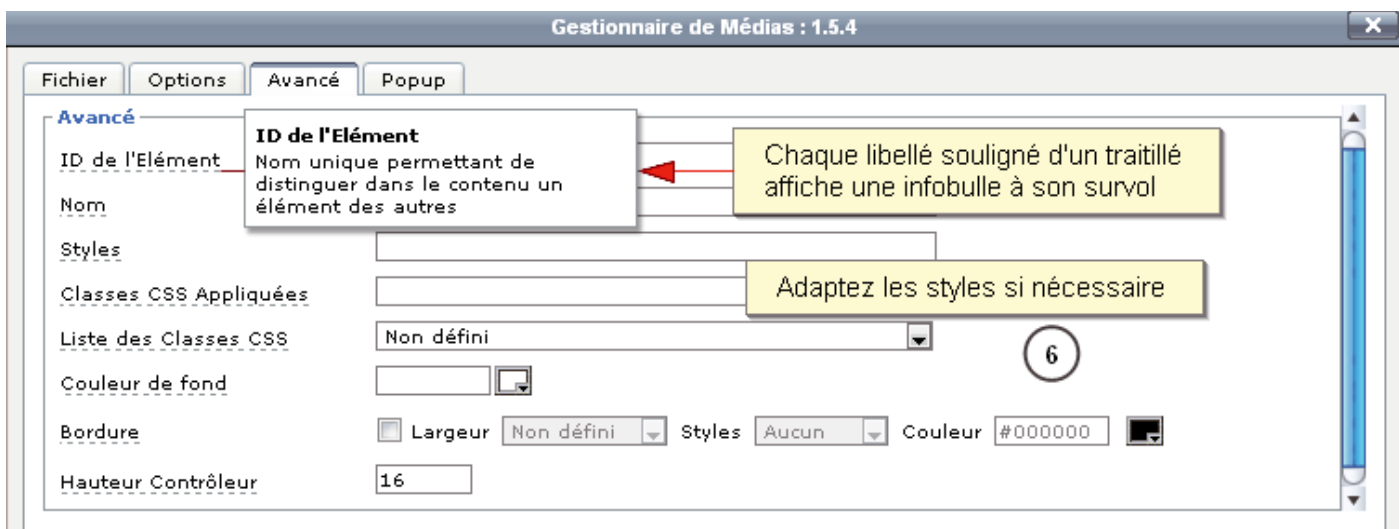 Gestionnaire de Médias : 1.5.4
Fichier Options Avancé Popup
Avancé
ID de l'Elément
ID de l'Elément
Nom unique permettant de
distinguer dans le contenu un
élément des autres
Chaque libellé souligné d'un traitillé
affiche une infobulle à son survol
Nom
Styles
Classes CSS Appliquées
Adaptez les styles si nécessaire
Liste des Classes CSS Non défini
6
Couleur de fond
Bordure Largeur Non défini Styles Aucun Couleur #000000
Hauteur Contrôleur 16